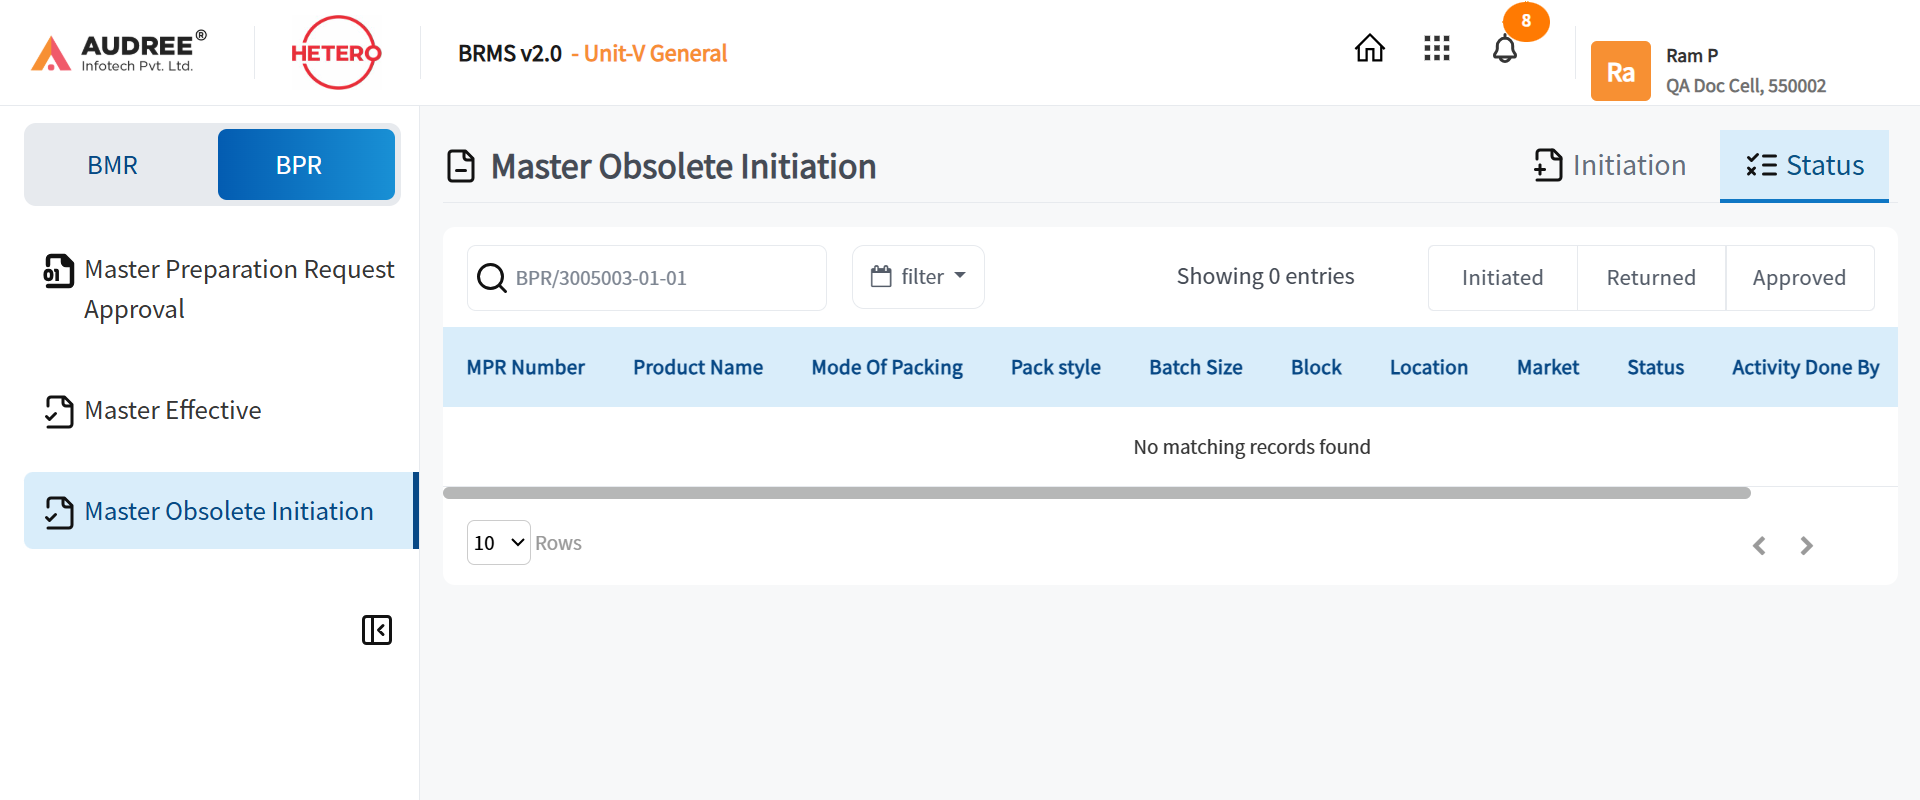 AUDREE®
Infotech Pvt. Ltd.
HETERO
BRMS v2.0 - Unit-V General
8
Ra
Ram P
QA Doc Cell, 550002
BMR
BPR
Master Preparation Request
Approval
Master Effective
Master Obsolete Initiation
Master Obsolete Initiation
Initiation
Status
BPR/3005003-01-01
filter
Showing 0 entries
Initiated
Returned
Approved
MPR Number
Product Name
Mode Of Packing
Pack style
Batch Size
Block
Location
Market
Status
Activity Done By
No matching records found
10
Rows